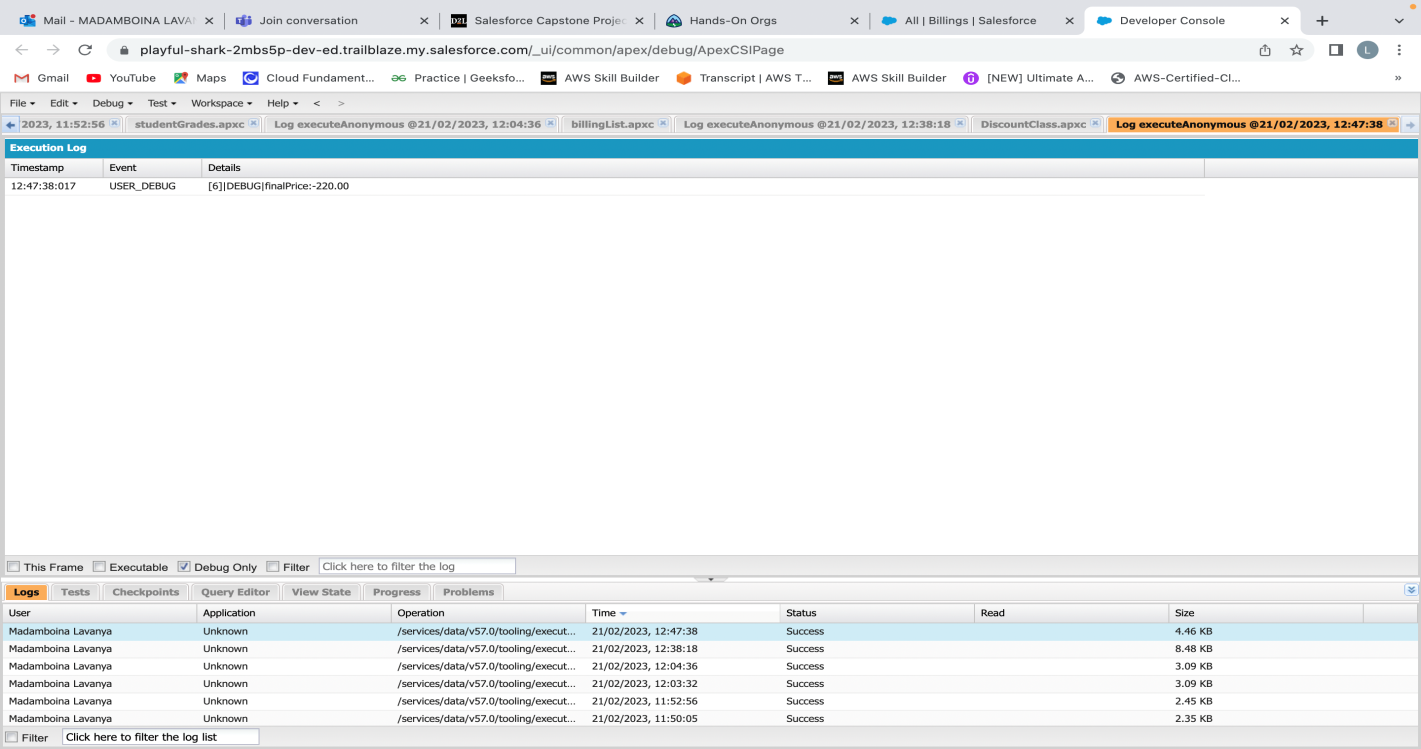 Mail - MADAMBOINA LAVAN
Join conversation
D2L Salesforce Capstone Projec
Hands-On Orgs
All | Billings | Salesforce
Developer Console
playful-shark-2mbs5p-dev-ed.trailblaze.my.salesforce.com/_ui/common/apex/debug/ApexCSIPage
L
Gmail YouTube Maps Cloud Fundament... Practice | Geeksfo... aws AWS Skill Builder Transcript | AWS T... aws AWS Skill Builder [NEW] Ultimate A... AWS-Certified-Cl... »
File Edit Debug Test Workspace Help < >
2023, 11:52:56 studentGrades.apxc Log executeAnonymous @21/02/2023, 12:04:36 billingList.apxc Log executeAnonymous @21/02/2023, 12:38:18 DiscountClass.apxc Log executeAnonymous @21/02/2023, 12:47:38
Execution Log
Timestamp Event Details
12:47:38:017 USER_DEBUG [6]|DEBUG|finalPrice:-220.00
This Frame Executable Debug Only Filter Click here to filter the log
Logs Tests Checkpoints Query Editor View State Progress Problems
User Application Operation Time Status Read Size
Madamboina Lavanya Unknown /services/data/v57.0/tooling/execut... 21/02/2023, 12:47:38 Success 4.46 KB
Madamboina Lavanya Unknown /services/data/v57.0/tooling/execut... 21/02/2023, 12:38:18 Success 8.48 KB
Madamboina Lavanya Unknown /services/data/v57.0/tooling/execut... 21/02/2023, 12:04:36 Success 3.09 KB
Madamboina Lavanya Unknown /services/data/v57.0/tooling/execut... 21/02/2023, 12:03:32 Success 3.09 KB
Madamboina Lavanya Unknown /services/data/v57.0/tooling/execut... 21/02/2023, 11:52:56 Success 2.45 KB
Madamboina Lavanya Unknown /services/data/v57.0/tooling/execut... 21/02/2023, 11:50:05 Success 2.35 KB
Filter Click here to filter the log list